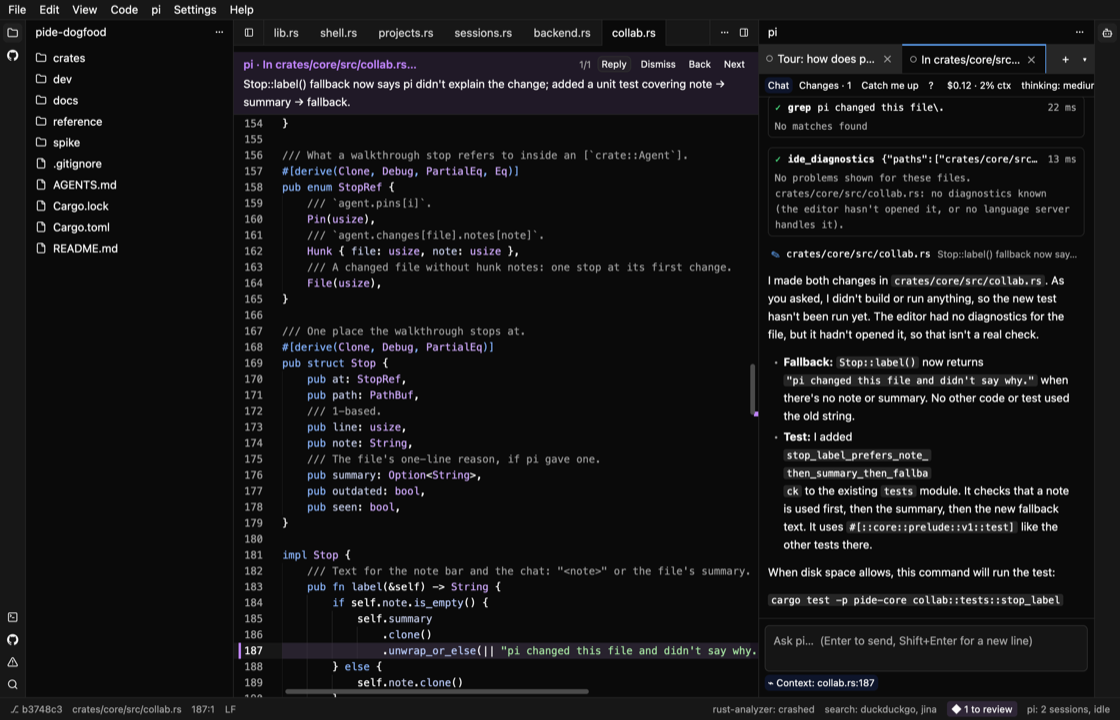 File Edit View Code pi Settings Help
pide-dogfood ...
crates
dev
docs
reference
spike
.gitignore
AGENTS.md
Cargo.lock
Cargo.toml
README.md
lib.rs shell.rs projects.rs sessions.rs backend.rs collab.rs ...
pi · In crates/core/src/collab.rs... 1/1 Reply Dismiss Back Next
Stop::label() fallback now says pi didn't explain the change; added a unit test covering note →
summary → fallback.
154 }
155
156 /// What a walkthrough stop refers to inside an [`crate::Agent`].
157 #[derive(Clone, Debug, PartialEq, Eq)]
158 pub enum StopRef {
159 /// `agent.pins[i]`.
160 Pin(usize),
161 /// `agent.changes[file].notes[note]`.
162 Hunk { file: usize, note: usize },
163 /// A changed file without hunk notes: one stop at its first change.
164 File(usize),
165 }
166
167 /// One place the walkthrough stops at.
168 #[derive(Clone, Debug, PartialEq)]
169 pub struct Stop {
170 pub at: StopRef,
171 pub path: PathBuf,
172 /// 1-based.
173 pub line: usize,
174 pub note: String,
175 /// The file's one-line reason, if pi gave one.
176 pub summary: Option<String>,
177 pub outdated: bool,
178 pub seen: bool,
179 }
180
181 impl Stop {
182 /// Text for the note bar and the chat: "<note>" or the file's summary.
183 pub fn label(&self) -> String {
184 if self.note.is_empty() {
185 self.summary
186 .clone()
187 .unwrap_or_else(|| "pi changed this file and didn't say why.
188 } else {
189 self.note.clone()
pi ...
Tour: how does p... × In crates/core/src... × +
Chat Changes · 1 Catch me up ? $0.12 · 2% ctx thinking: medium
✓ grep pi changed this file\. 22 ms
No matches found
✓ ide_diagnostics {"paths":["crates/core/src… 13 ms
No problems shown for these files.
crates/core/src/collab.rs: no diagnostics known
(the editor hasn't opened it, or no language server
handles it).
crates/core/src/collab.rs Stop::label() fallback now say...
I made both changes in crates/core/src/collab.rs. As
you asked, I didn't build or run anything, so the new test
hasn't been run yet. The editor had no diagnostics for the
file, but it hadn't opened it, so that isn't a real check.
• Fallback: Stop::label() now returns
"pi changed this file and didn't say why." when
there's no note or summary. No other code or test used
the old string.
• Test: I added
stop_label_prefers_note_
then_summary_then_fallba
ck to the existing tests module. It checks that a note
is used first, then the summary, then the new fallback
text. It uses #[::core::prelude::v1::test] like the
other tests there.
When disk space allows, this command will run the test:
cargo test -p pide-core collab::tests::stop_label
Ask pi... (Enter to send, Shift+Enter for a new line)
Context: collab.rs:187
b3748c3 crates/core/src/collab.rs 187:1 LF rust-analyzer: crashed search: duckduckgo, jina ◆ 1 to review pi: 2 sessions, idle